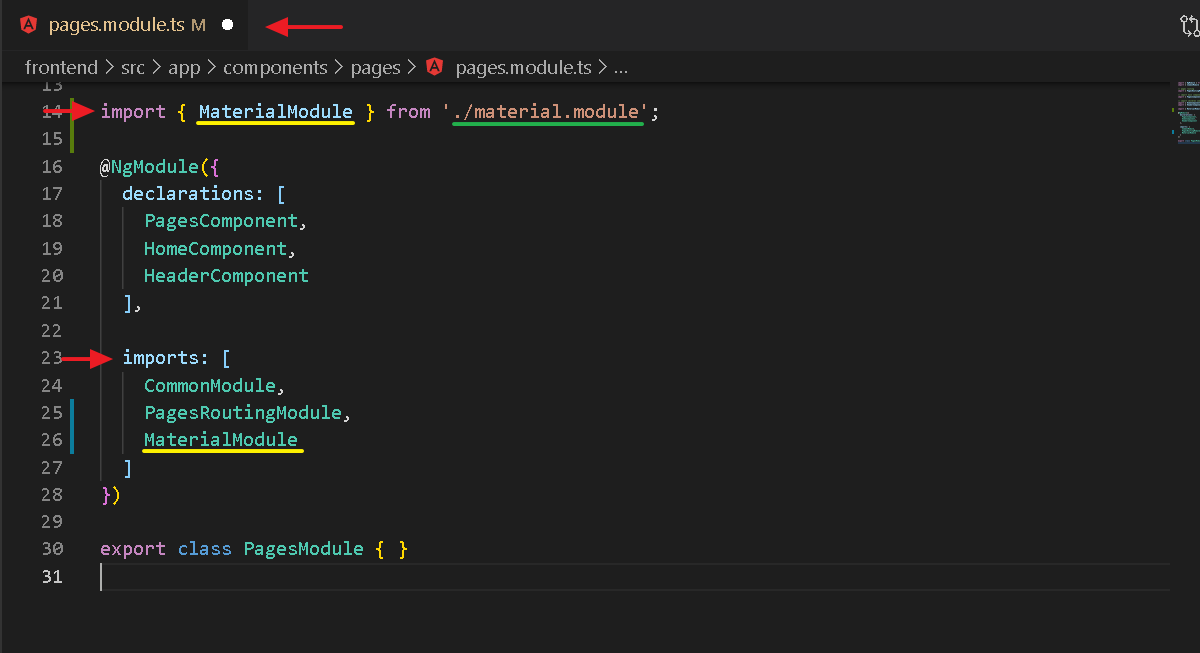 pages.module.ts M
frontend > src > app > components > pages > pages.module.ts > ...
13
14 import { MaterialModule } from './material.module';
15
16 @NgModule({
17   declarations: [
18     PagesComponent,
19     HomeComponent,
20     HeaderComponent
21   ],
22
23   imports: [
24     CommonModule,
25     PagesRoutingModule,
26     MaterialModule
27   ]
28 })
29
30 export class PagesModule { }
31